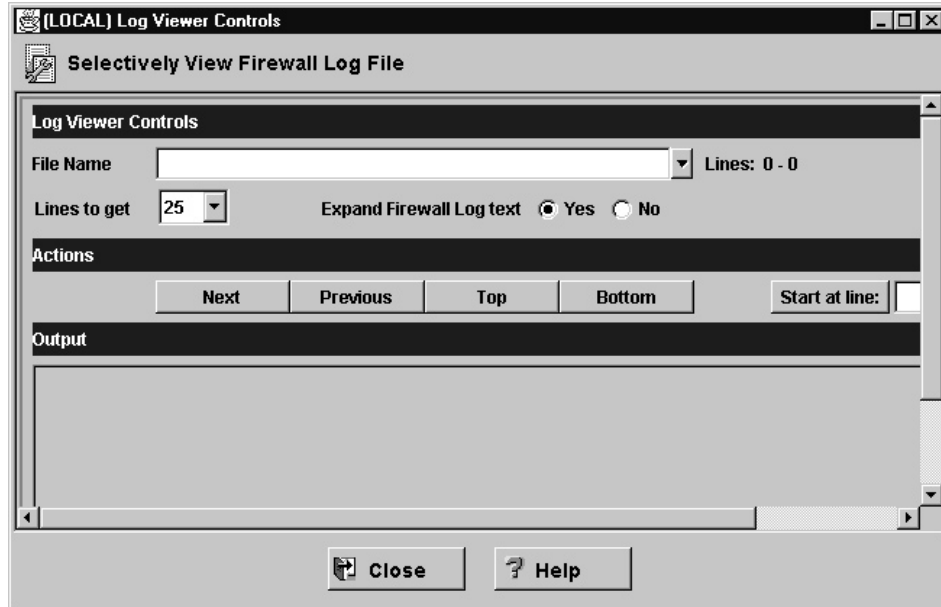 (LOCAL) Log Viewer Controls
Selectively View Firewall Log File
Log Viewer Controls
File Name Lines: 0 - 0
Lines to get 25 Expand Firewall Log text Yes No
Actions
Next Previous Top Bottom Start at line:
Output
Close Help